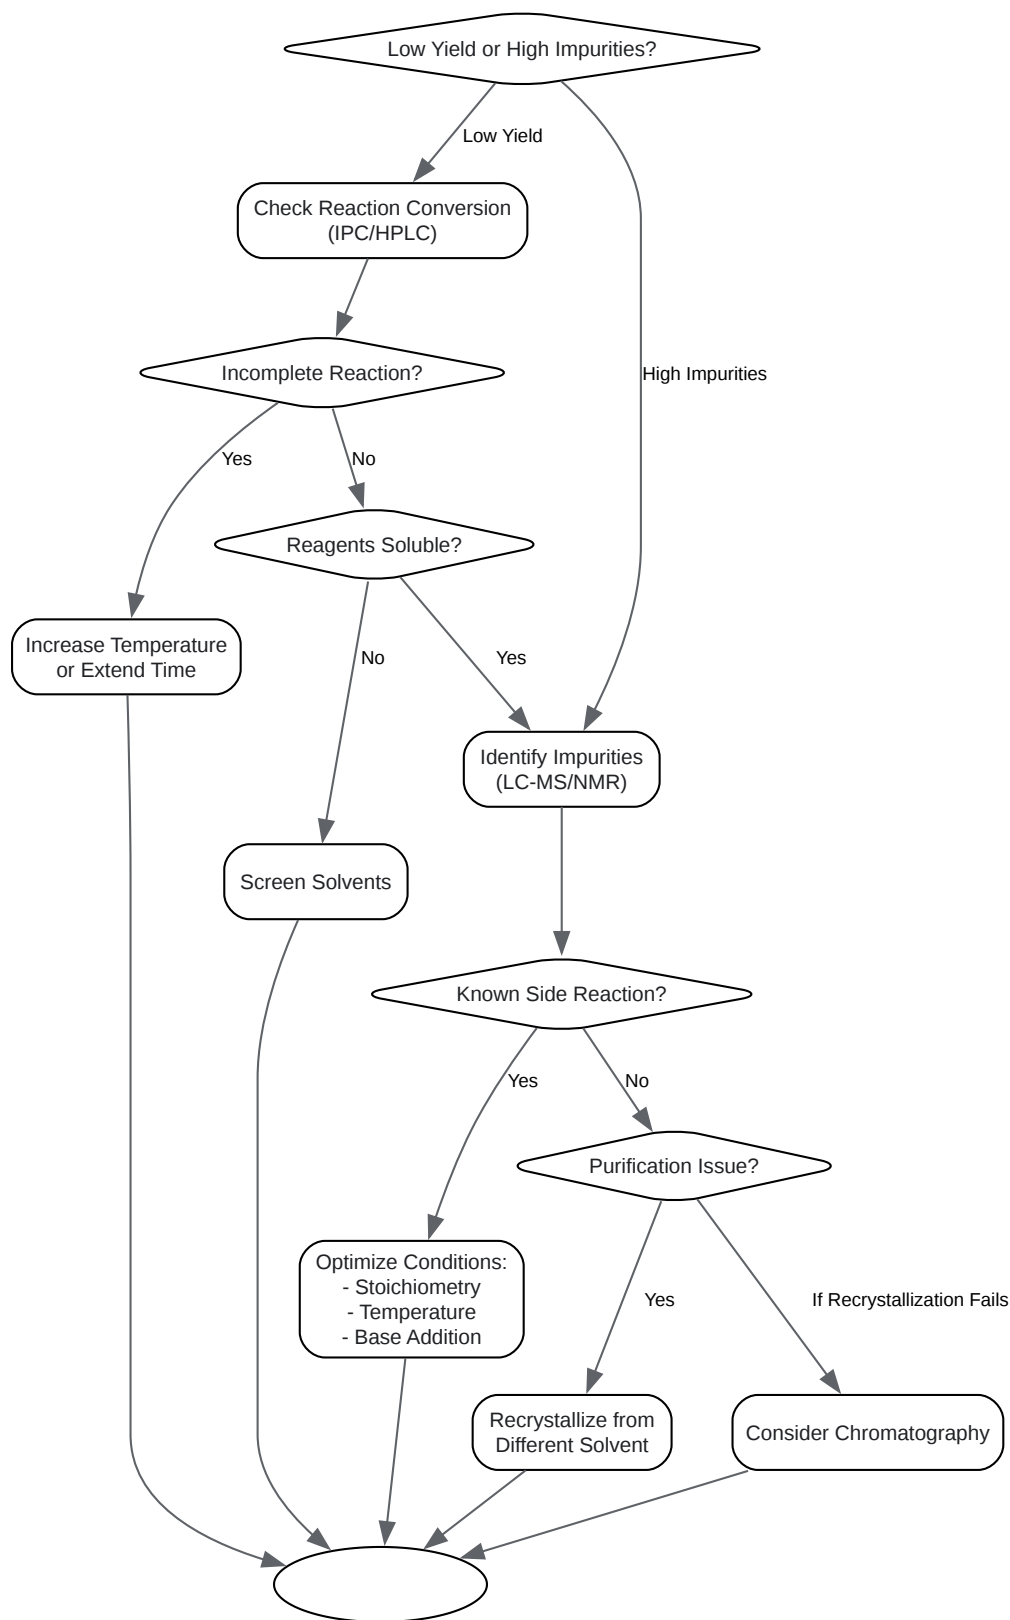 Low Yield or High Impurities?
Low Yield
Check Reaction Conversion
(IPC/HPLC)
Incomplete Reaction?
High Impurities
Yes
No
Reagents Soluble?
Increase Temperature
or Extend Time
No
Yes
Identify Impurities
(LC-MS/NMR)
Screen Solvents
Known Side Reaction?
Yes
No
Purification Issue?
Optimize Conditions:
- Stoichiometry
- Temperature
- Base Addition
Yes
If Recrystallization Fails
Recrystallize from
Different Solvent
Consider Chromatography